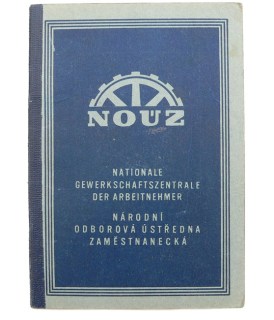 NOÚZ
NATIONALE
GEWERKSCHAFTSZENTRALE
DER ARBEITNEHMER
NÁRODNÍ
ODBOROVÁ ÚSTŘEDNA
ZAMĚSTNANECKÁ